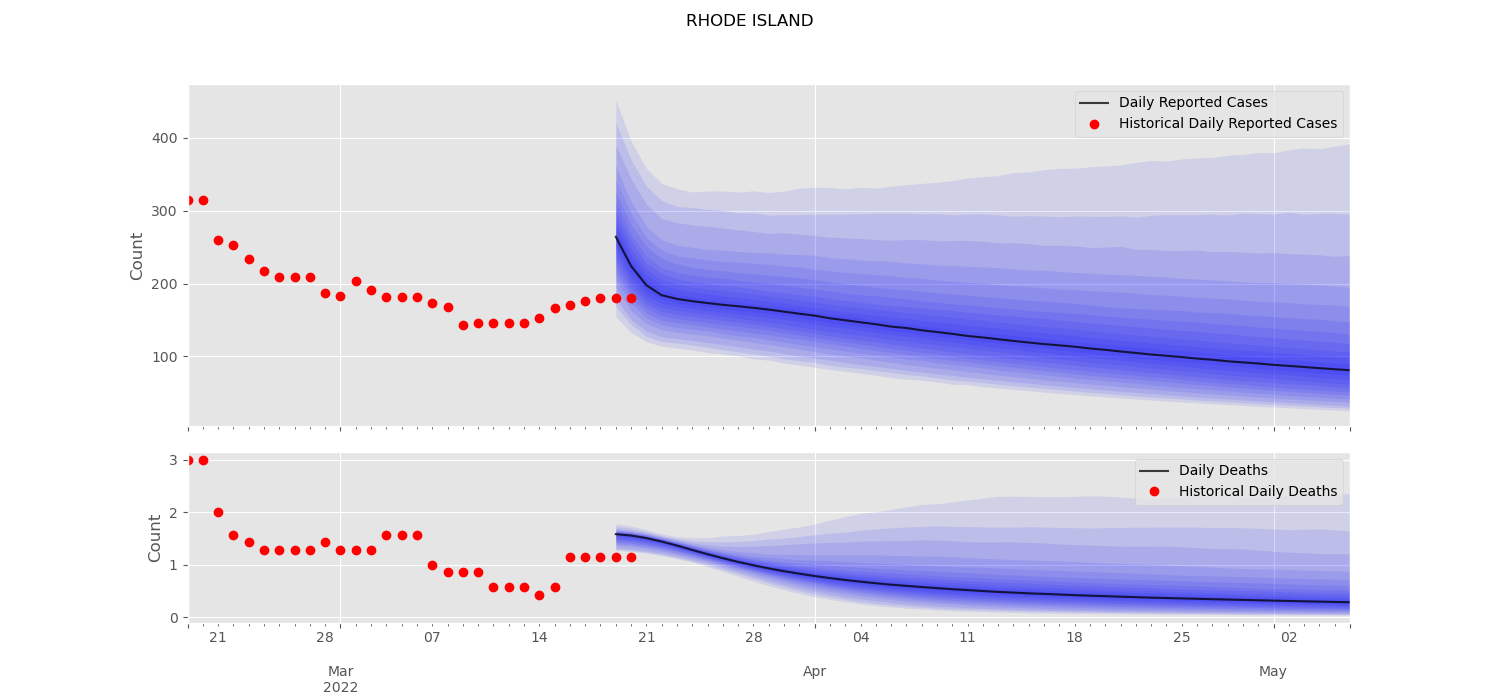 RHODE ISLAND
Daily Reported Cases
Historical Daily Reported Cases
400
300
200
100
Count
Daily Deaths
Historical Daily Deaths
3
2
1
0
Count
21 28 07 14 21 28 04 11 18 25 02
Mar Apr May
2022